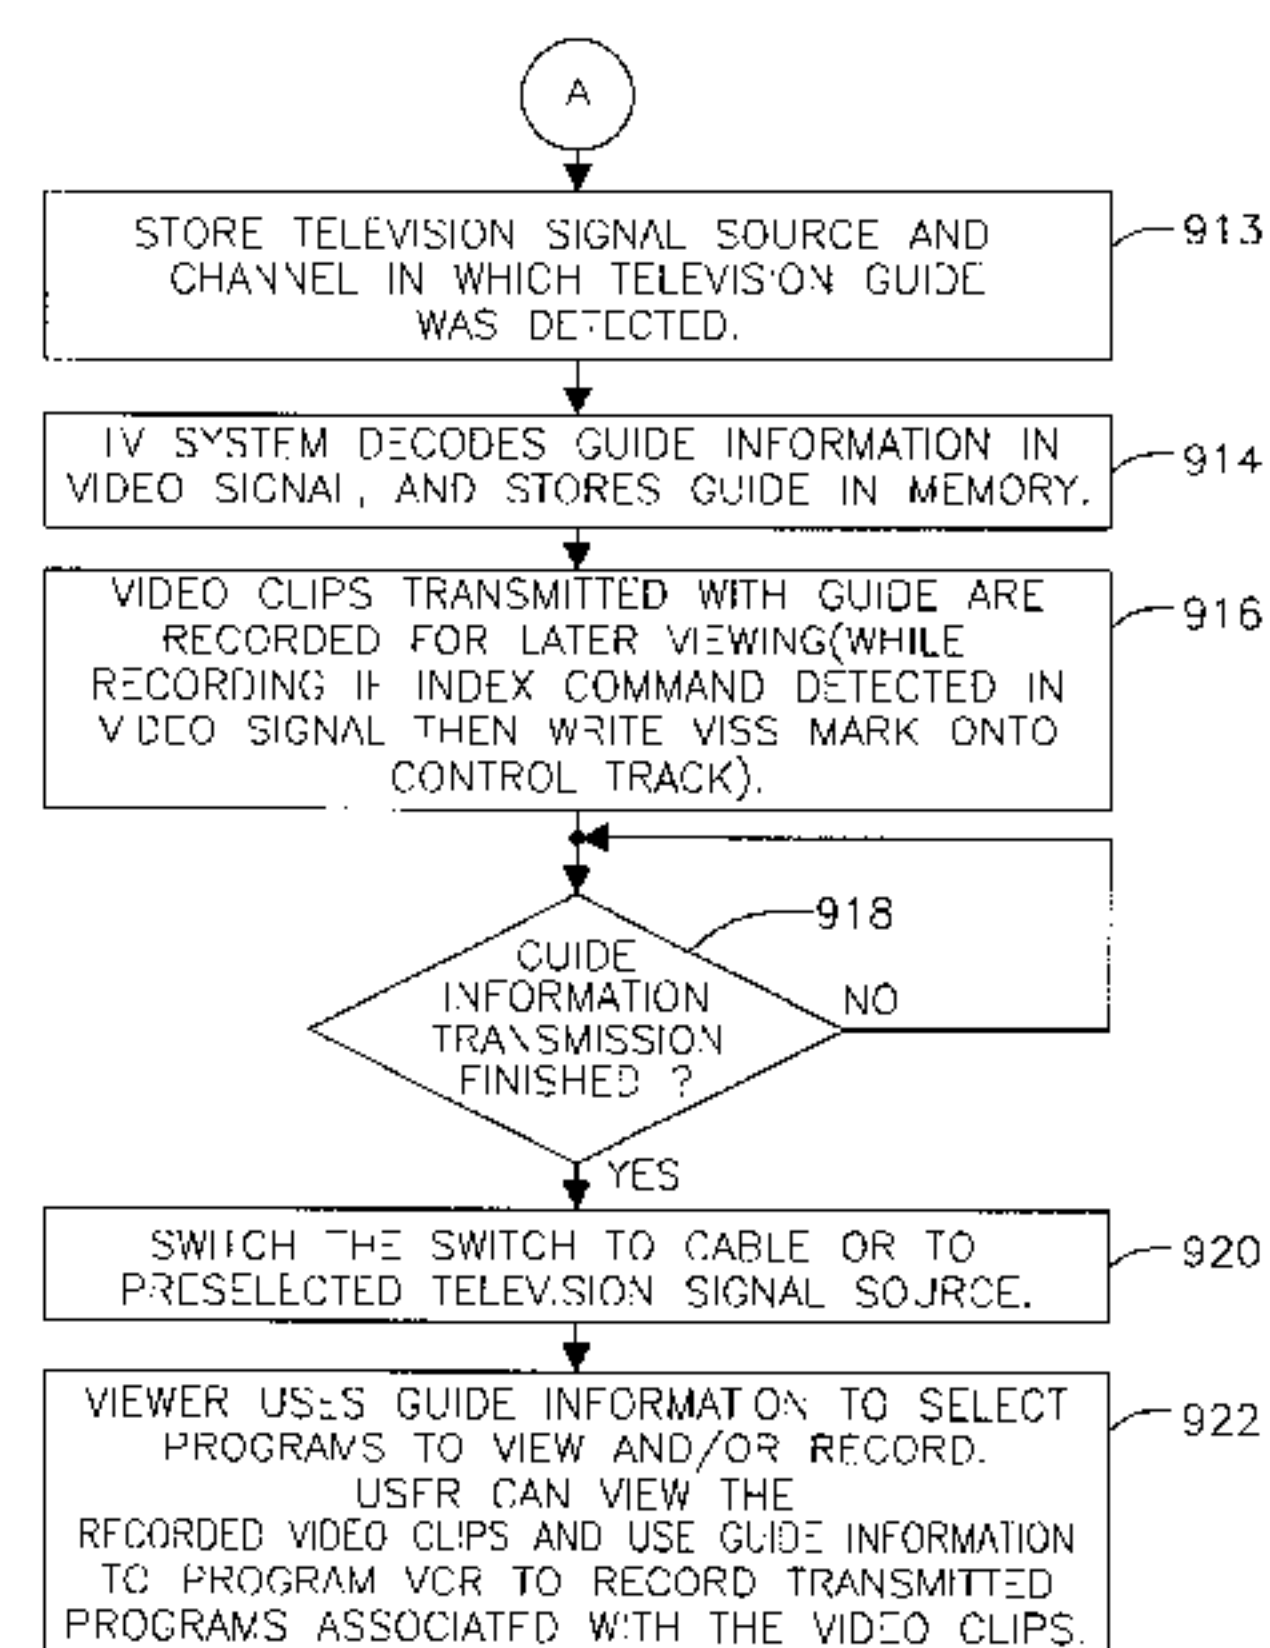 A
STORE TELEVISION SIGNAL SOURCE AND
CHANNEL IN WHICH TELEVISION GUIDE
WAS DETECTED.
913
TV SYSTEM DECODES GUIDE INFORMATION IN
VIDEO SIGNAL, AND STORES GUIDE IN MEMORY.
914
VIDEO CLIPS TRANSMITTED WITH GUIDE ARE
RECORDED FOR LATER VIEWING(WHILE
RECORDING IF INDEX COMMAND DETECTED IN
VIDEO SIGNAL THEN WRITE VISS MARK ONTO
CONTROL TRACK).
916
918
GUIDE
INFORMATION
TRANSMISSION
FINISHED ?
NO
YES
SWITCH THE SWITCH TO CABLE OR TO
PRESELECTED TELEVISION SIGNAL SOURCE.
920
VIEWER USES GUIDE INFORMATION TO SELECT
PROGRAMS TO VIEW AND/OR RECORD.
USER CAN VIEW THE
RECORDED VIDEO CLIPS AND USE GUIDE INFORMATION
TO PROGRAM VCR TO RECORD TRANSMITTED
PROGRAMS ASSOCIATED WITH THE VIDEO CLIPS.
922